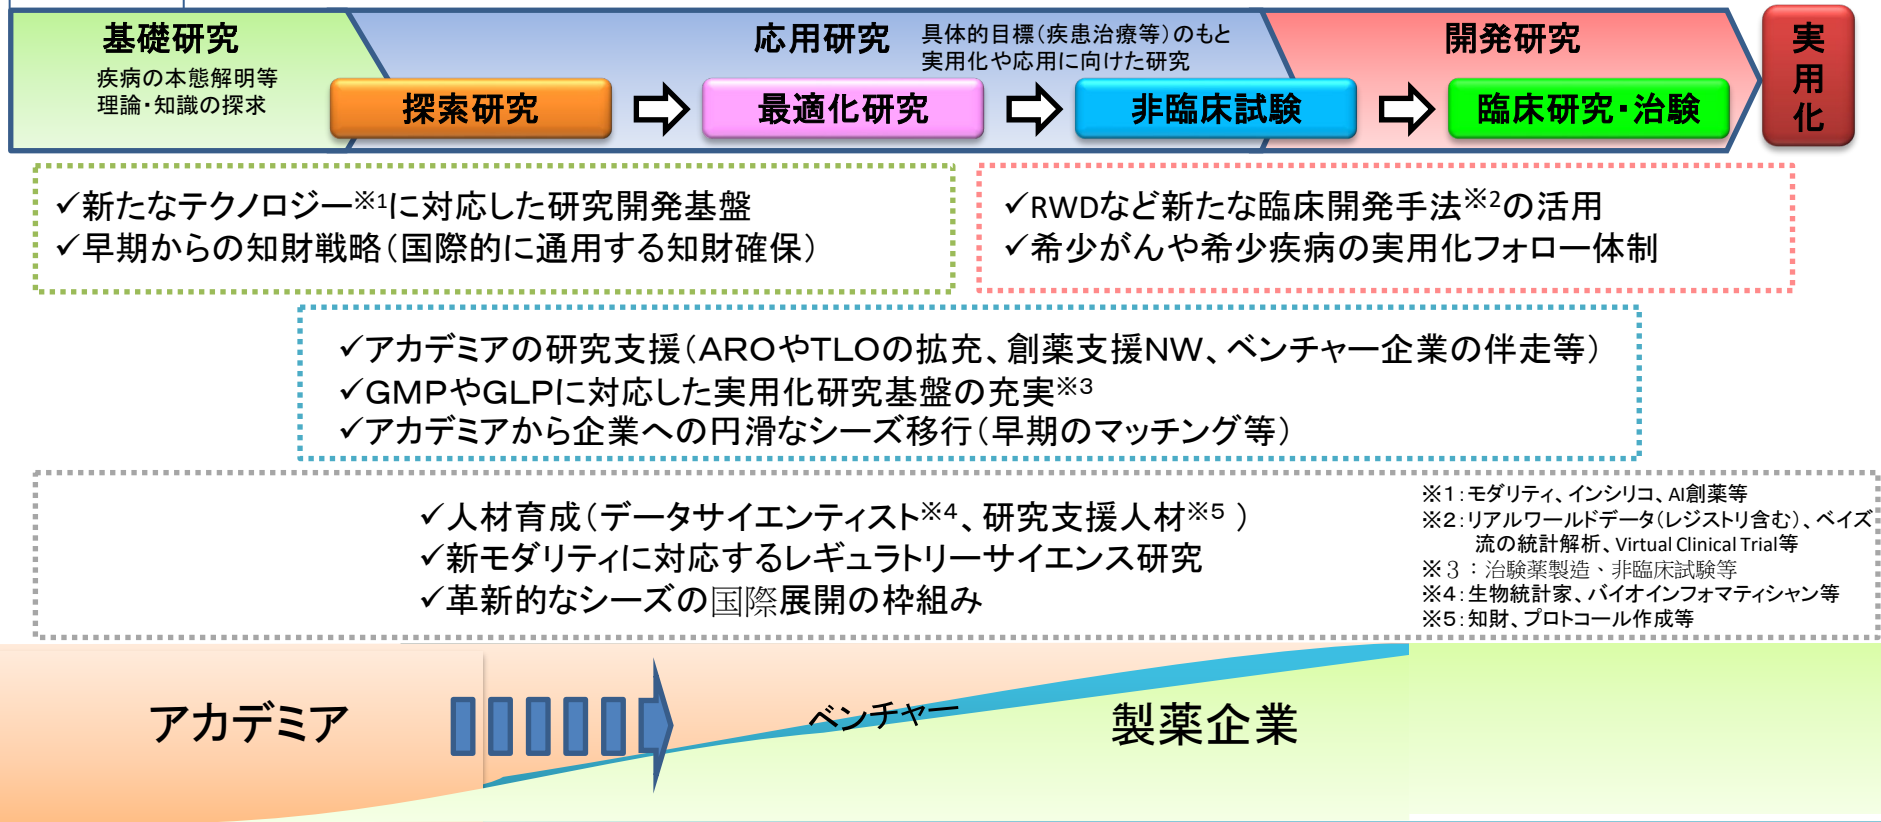 基礎研究
疾病の本態解明等
理論・知識の探求
応用研究
具体的目標(疾患治療等)のもと
実用化や応用に向けた研究
開発研究
実用化
探索研究
最適化研究
非臨床試験
臨床研究・治験
✓新たなテクノロジー※1に対応した研究開発基盤
✓早期からの知財戦略(国際的に通用する知財確保)
✓RWDなど新たな臨床開発手法※2の活用
✓希少がんや希少疾病の実用化フォロー体制
✓アカデミアの研究支援(AROやTLOの拡充、創薬支援NW、ベンチャー企業の伴走等)
✓GMPやGLPに対応した実用化研究基盤の充実※3
✓アカデミアから企業への円滑なシーズ移行(早期のマッチング等)
✓人材育成(データサイエンティスト※4、研究支援人材※5 )
✓新モダリティに対応するレギュラトリーサイエンス研究
✓革新的なシーズの国際展開の枠組み
※1:モダリティ、インシリコ、AI創薬等
※2:リアルワールドデータ(レジストリ含む)、ベイズ
流の統計解析、Virtual Clinical Trial等
※3:治験薬製造、非臨床試験等
※4:生物統計家、バイオインフォマティシャン等
※5:知財、プロトコール作成等
アカデミア
ベンチャー
製薬企業